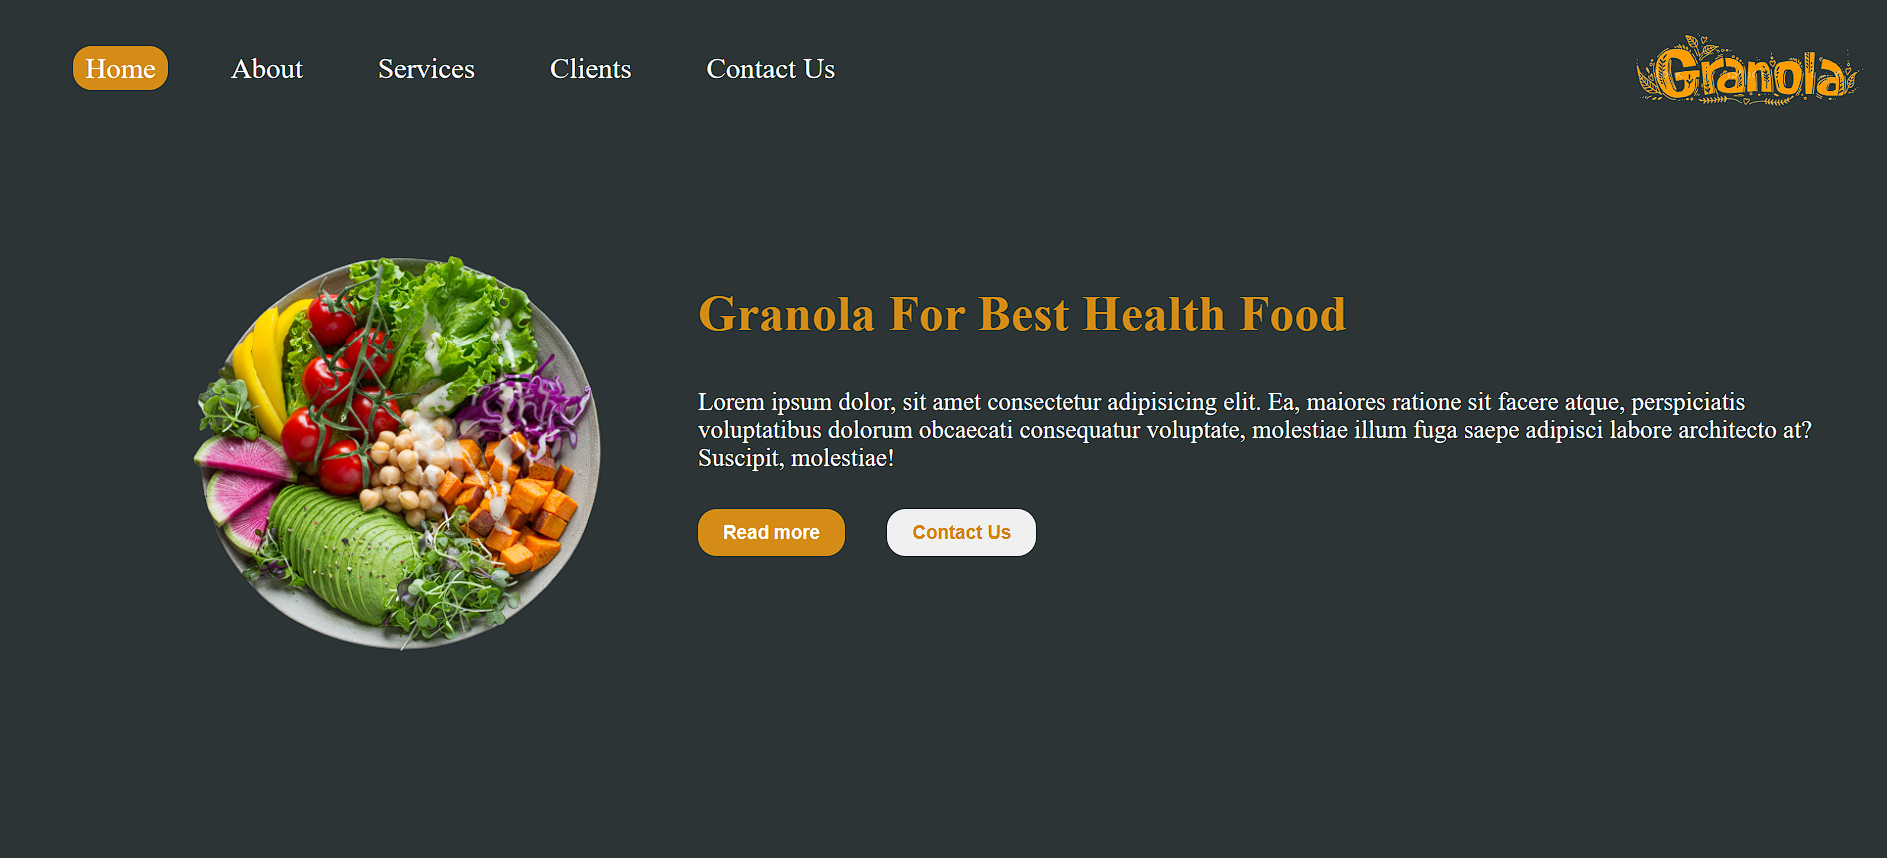 Home
About
Services
Clients
Contact Us
Granola
Granola For Best Health Food
Lorem ipsum dolor, sit amet consectetur adipisicing elit. Ea, maiores ratione sit facere atque, perspiciatis
voluptatibus dolorum obcaecati consequatur voluptate, molestiae illum fuga saepe adipisci labore architecto at?
Suscipit, molestiae!
Read more
Contact Us